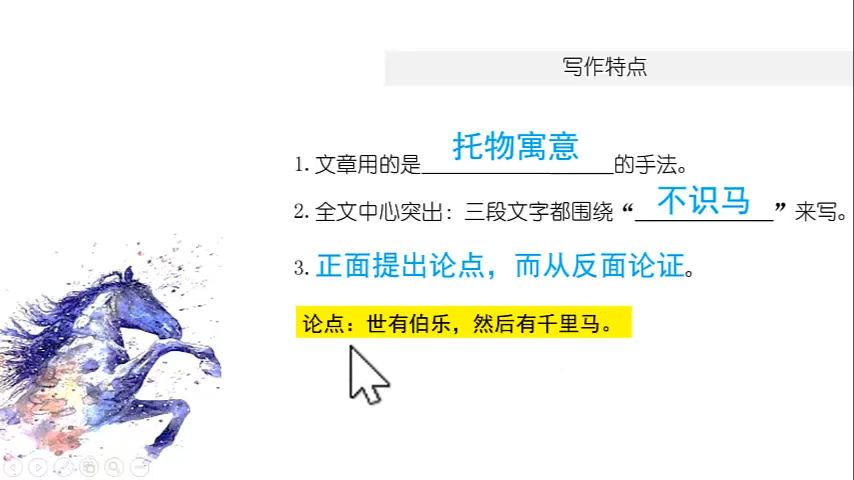 写作特点
1.文章用的是托物寓意的手法。
2.全文中心突出：三段文字都围绕“不识马”来写。
3.正面提出论点，而从反面论证。
论点：世有伯乐，然后有千里马。